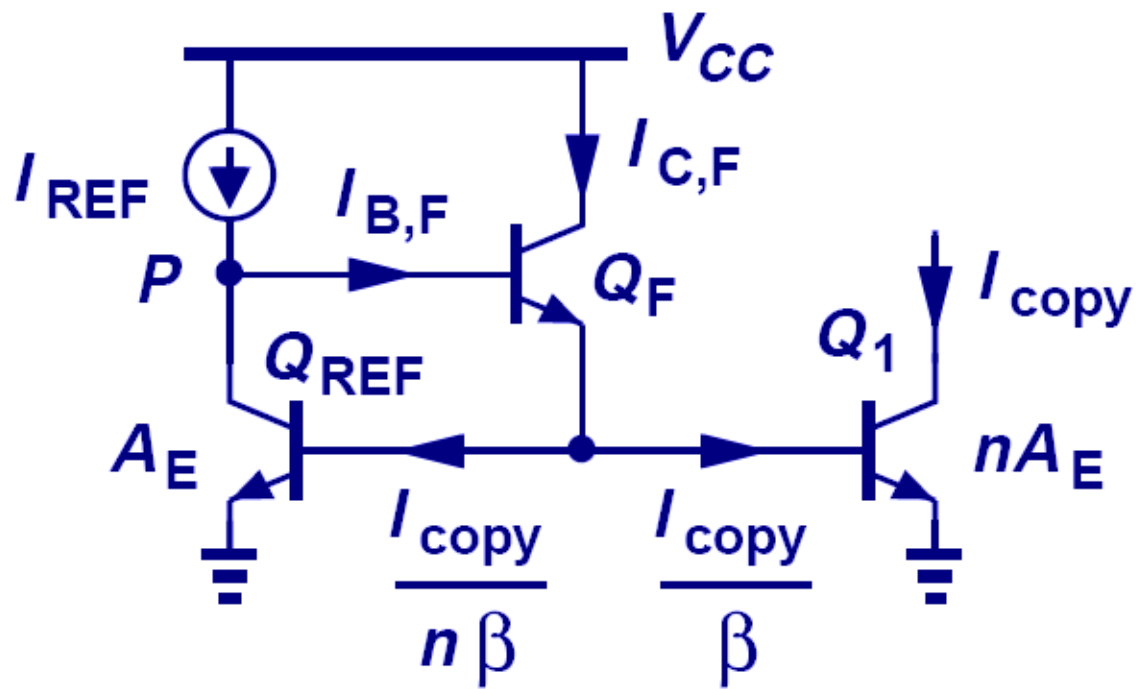 V_CC
I_REF
I_C,F
I_B,F
P
Q_F
I_copy
Q_REF
Q_1
A_E
nA_E
I_copy
nβ
I_copy
β